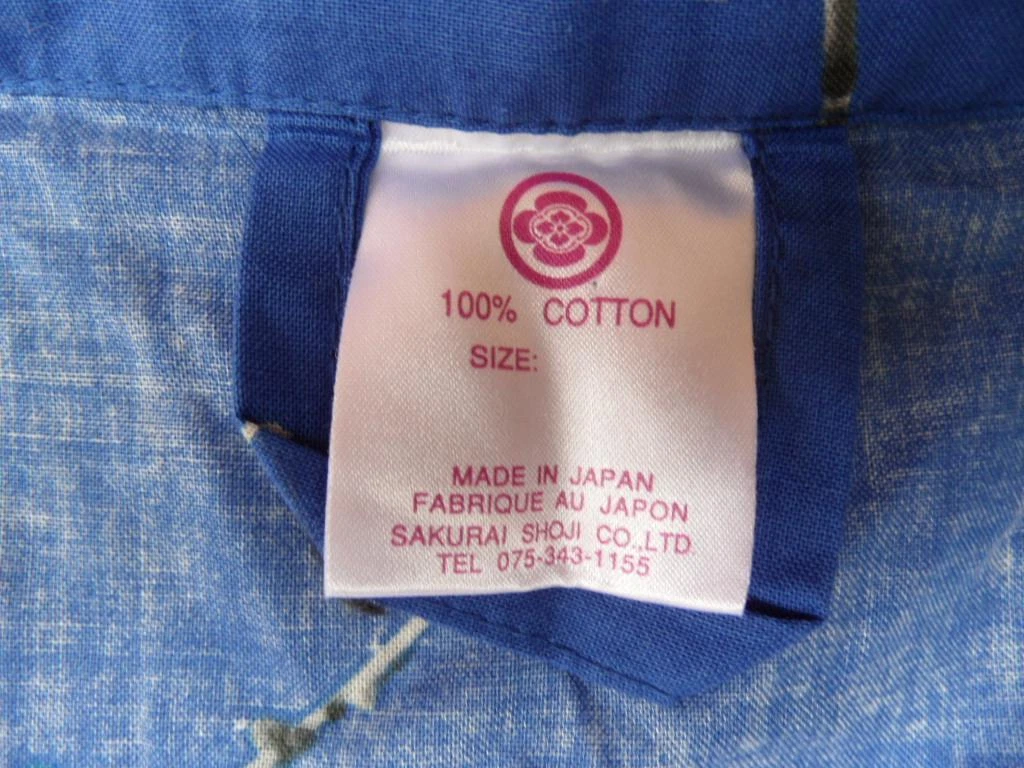 100% COTTON
SIZE:
MADE IN JAPAN
FABRIQUE AU JAPON
SAKURAI SHOJI CO.,LTD.
TEL 075-343-1155